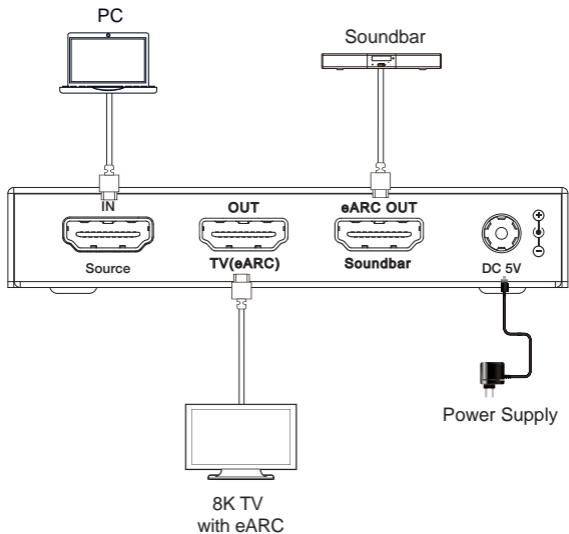 PC
Soundbar
IN
OUT
eARC OUT
Source
TV(eARC)
Soundbar
DC 5V
Power Supply
8K TV
with eARC